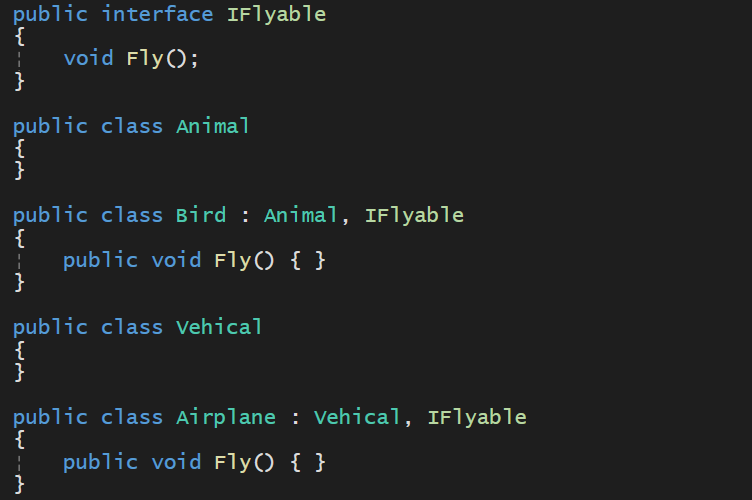 public interface IFlyable
{
    void Fly();
}
public class Animal
{
}
public class Bird : Animal, IFlyable
{
    public void Fly() { }
}
public class Vehical
{
}
public class Airplane : Vehical, IFlyable
{
    public void Fly() { }
}